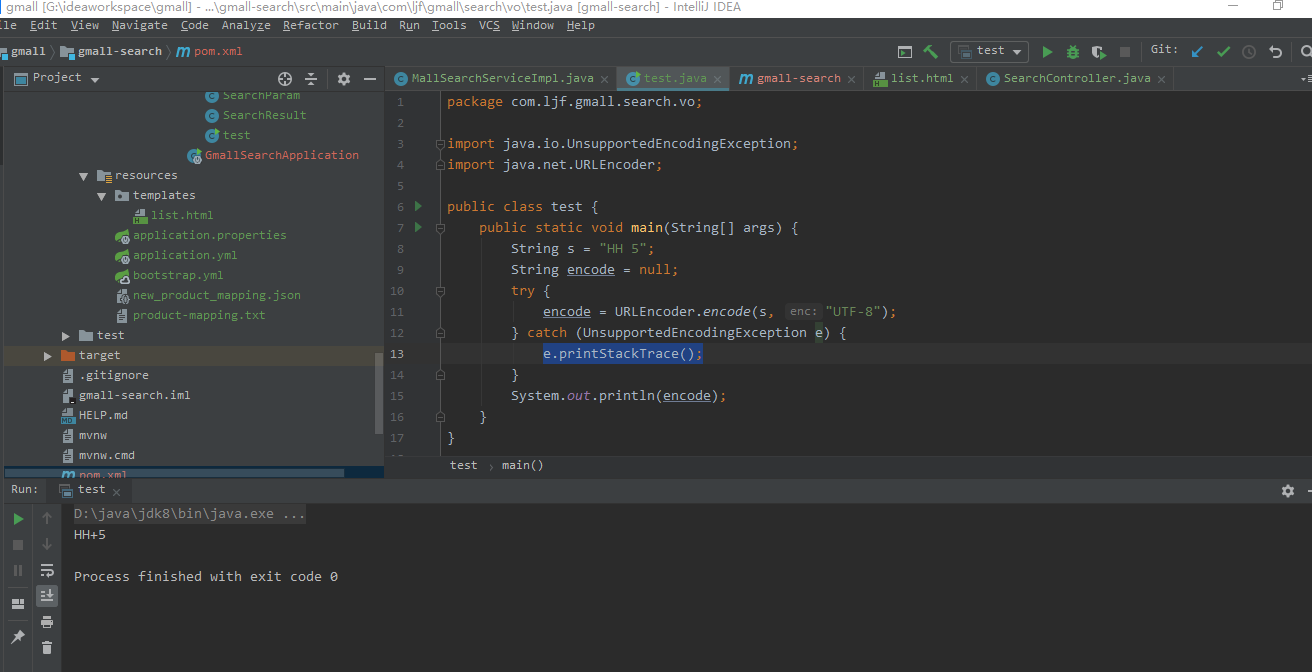 gmall [G:\ideaworkspace\gmall] - ...\gmall-search\src\main\java\com\ljf\gmall\search\vo\test.java [gmall-search] - IntelliJ IDEA
le Edit View Navigate Code Analyze Refactor Build Run Tools VCS Window Help
gmall gmall-search m pom.xml test Git:
Project MallSearchServiceImpl.java test.java m gmall-search list.html SearchController.java
SearchParam
SearchResult
test
GmallSearchApplication
resources
templates
list.html
application.properties
application.yml
bootstrap.yml
new_product_mapping.json
product-mapping.txt
test
target
.gitignore
gmall-search.iml
HELP.md
mvnw
mvnw.cmd
pom.xml
1 package com.ljf.gmall.search.vo;
2
3 import java.io.UnsupportedEncodingException;
4 import java.net.URLEncoder;
5
6 public class test {
7 public static void main(String[] args) {
8 String s = "HH 5";
9 String encode = null;
10 try {
11 encode = URLEncoder.encode(s, enc: "UTF-8");
12 } catch (UnsupportedEncodingException e) {
13 e.printStackTrace();
14 }
15 System.out.println(encode);
16 }
17 }
test › main()
Run: test
D:\java\jdk8\bin\java.exe ...
HH+5
Process finished with exit code 0